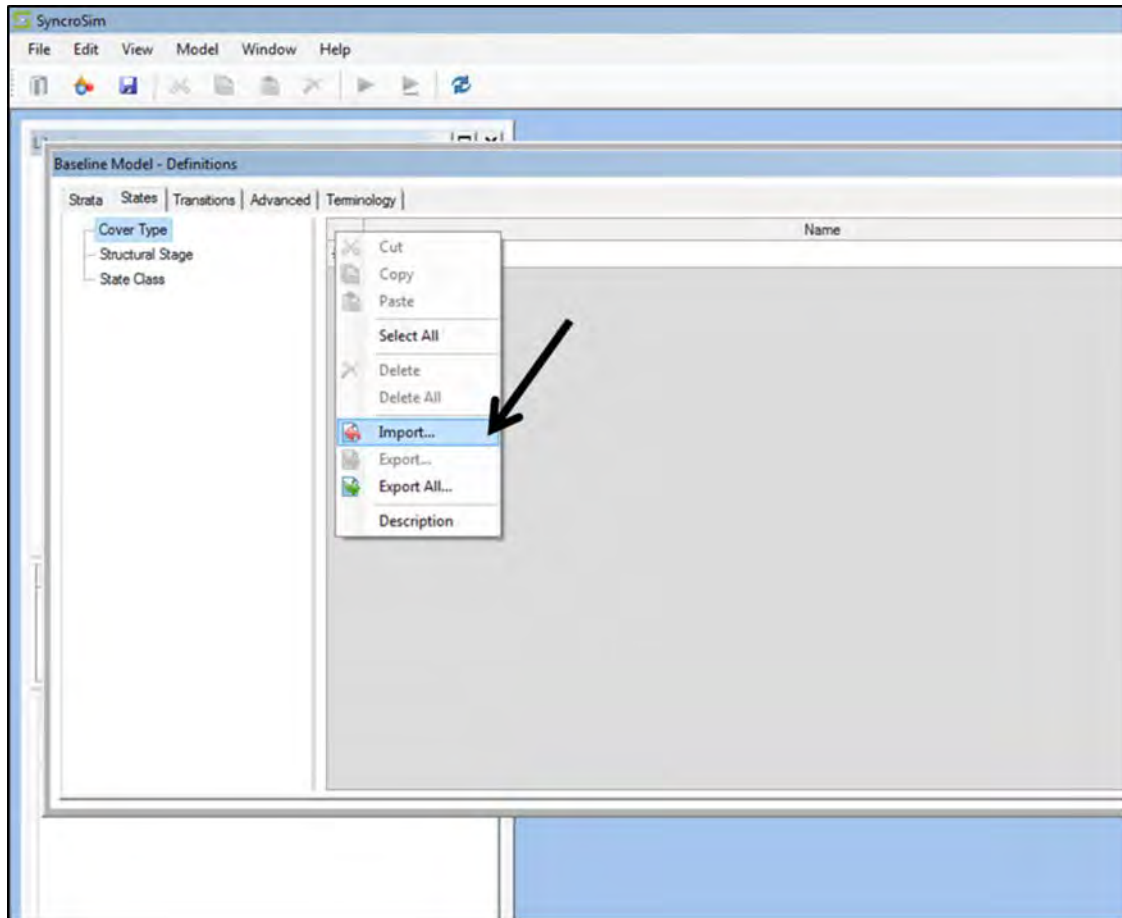 SyncroSim
File Edit View Model Window Help
Baseline Model - Definitions
Strata States Transitions Advanced Terminology
Cover Type
Structural Stage
State Class
Name
Cut
Copy
Paste
Select All
Delete
Delete All
Import...
Export...
Export All...
Description